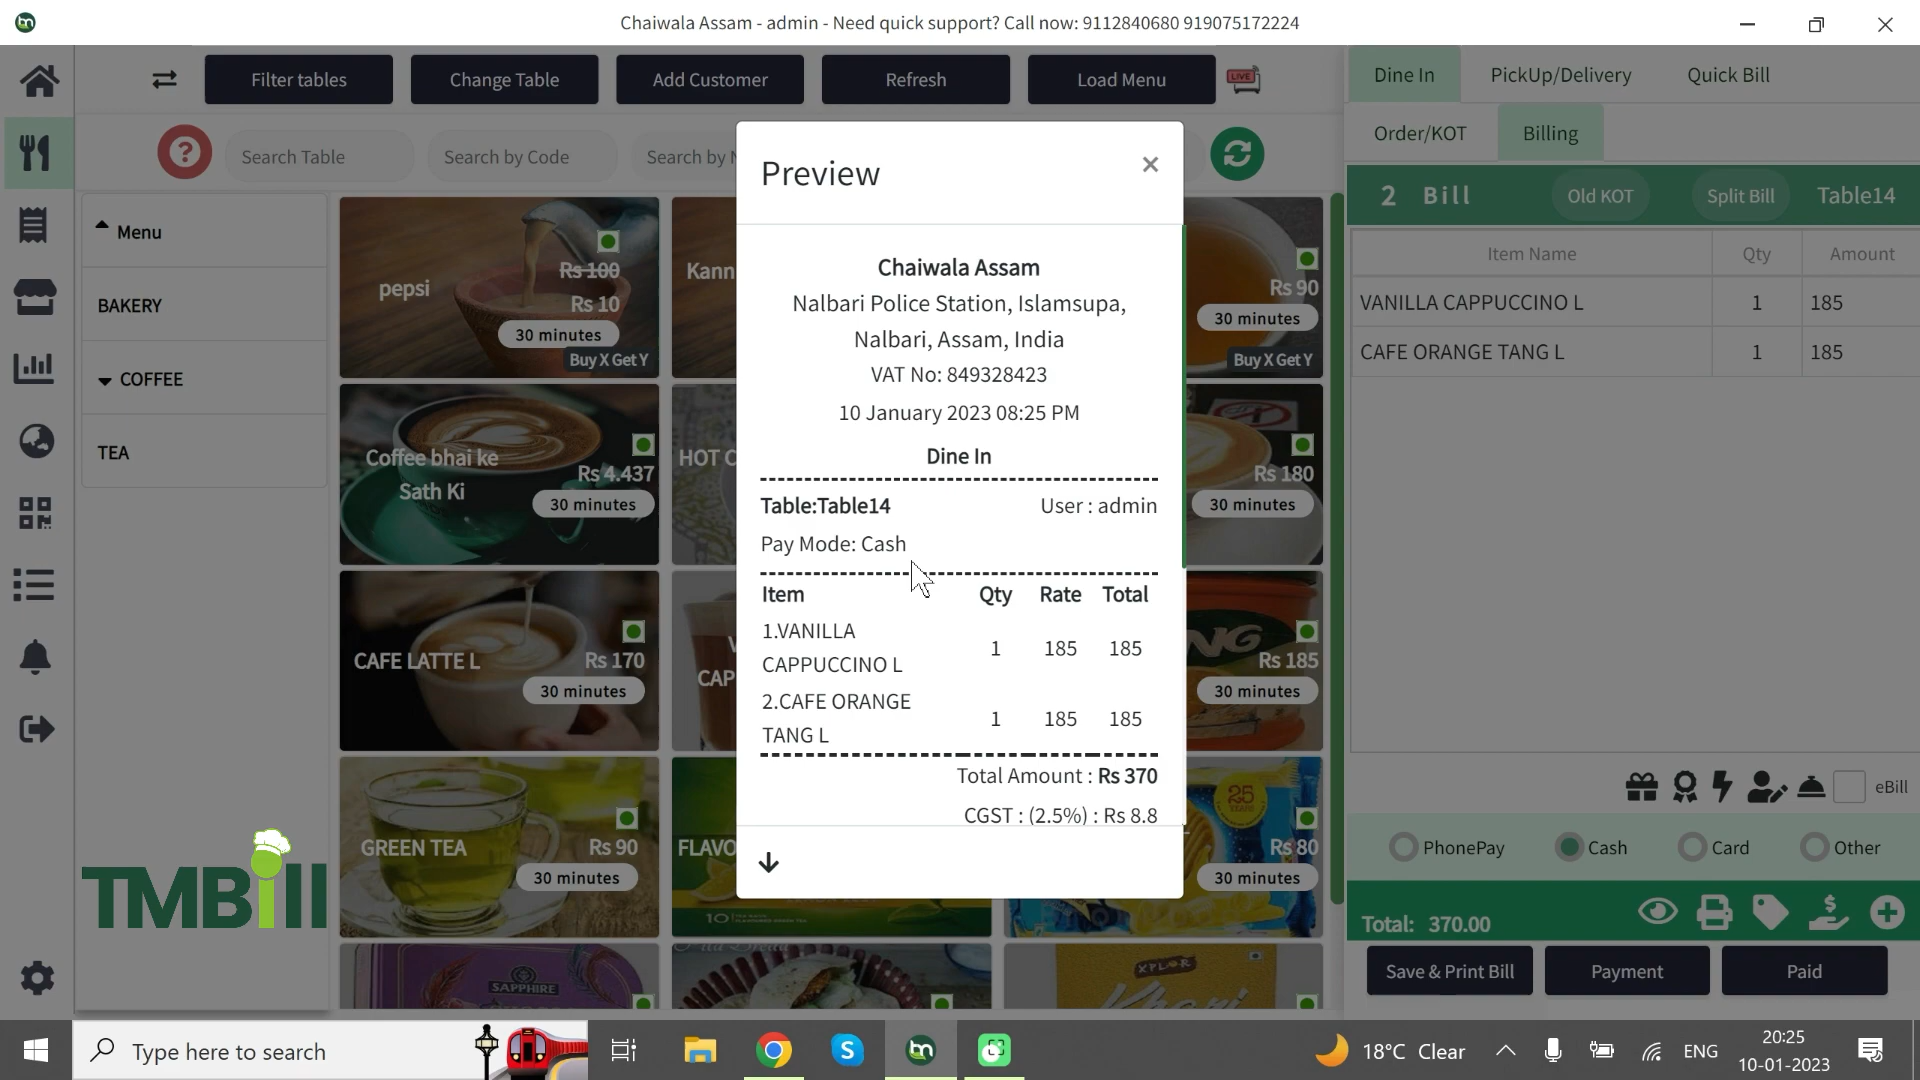 Chaiwala Assam - admin - Need quick support? Call now: 9112840680 919075172224
Filter tables
Change Table
Add Customer
Refresh
Load Menu
LIVE
Dine In
PickUp/Delivery
Quick Bill
Search Table
Search by Code
Search by
Order/KOT
Billing
2 Bill
Old KOT
Split Bill
Table14
Item Name
Qty
Amount
VANILLA CAPPUCCINO L
1
185
CAFE ORANGE TANG L
1
185
Menu
BAKERY
COFFEE
TEA
TMBill
pepsi
Rs 100
Rs 10
30 minutes
Buy X Get Y
Kann
Rs 90
30 minutes
Buy X Get Y
Coffee bhai ke
Sath Ki
Rs 4.437
30 minutes
HOT C
Rs 180
30 minutes
CAFE LATTE L
Rs 170
30 minutes
CAP
Rs 185
30 minutes
GREEN TEA
Rs 90
30 minutes
FLAVO
10
25
Rs 80
30 minutes
SAPPHIRE
XPLOR
Khari
Preview
×
Chaiwala Assam
Nalbari Police Station, Islamsupa,
Nalbari, Assam, India
VAT No: 849328423
10 January 2023 08:25 PM
Dine In
Table:Table14
User : admin
Pay Mode: Cash
Item Qty Rate Total
1.VANILLA
CAPPUCCINO L
1 185 185
2.CAFE ORANGE
TANG L
1 185 185
Total Amount : Rs 370
CGST : (2.5%) : Rs 8.8
eBill
PhonePay
Cash
Card
Other
Total: 370.00
Save & Print Bill
Payment
Paid
Type here to search
18°C Clear
ENG
20:25
10-01-2023